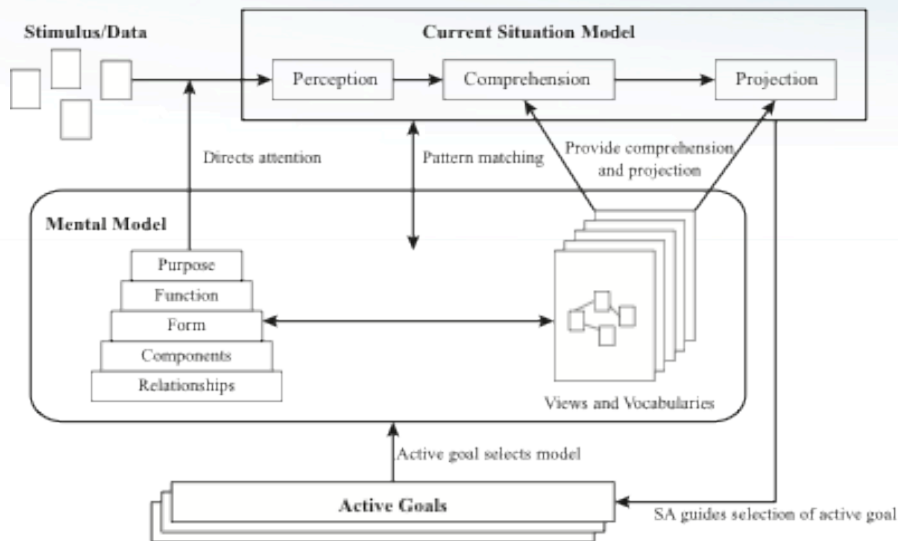 Stimulus/Data
Current Situation Model
Perception
Comprehension
Projection
Directs attention
Pattern matching
Provide comprehension
and projection
Mental Model
Purpose
Function
Form
Components
Relationships
Views and Vocabularies
Active goal selects model
Active Goals
SA guides selection of active goal